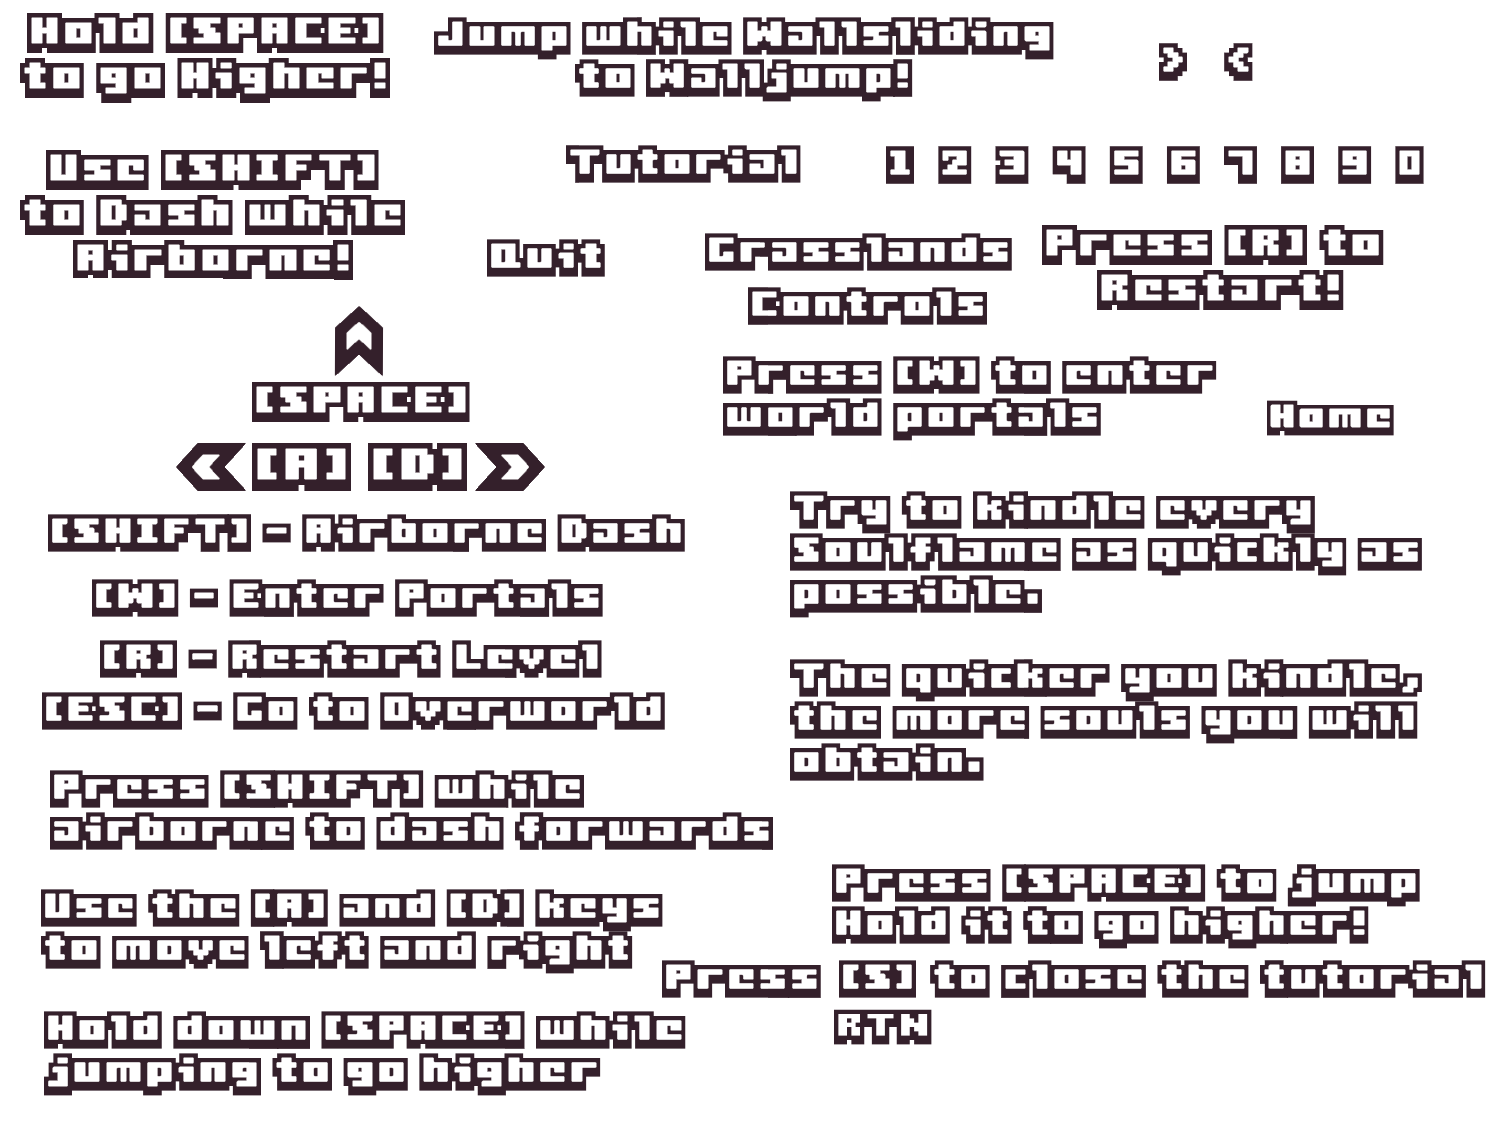 Hold [SPACE]
to go Higher!
Jump while Wallsliding
to Walljump!
> <
Use [SHIFT]
to Dash while
Airborne!
Tutorial
1 2 3 4 5 6 7 8 9 0
Quit
Grasslands
Press [R] to
Restart!
Controls
[SPACE]
[A] [D]
Press [W] to enter
world portals
Home
[SHIFT] - Airborne Dash
[W] - Enter Portals
[R] - Restart Level
[ESC] - Go to Overworld
Try to kindle every
Soulflame as quickly as
possible.
The quicker you kindle,
the more souls you will
obtain.
Press [SHIFT] while
airborne to dash forwards
Use the [A] and [D] keys
to move left and right
Press [SPACE] to jump
Hold it to go higher!
Press [S] to close the tutorial
RTN
Hold down [SPACE] while
jumping to go higher